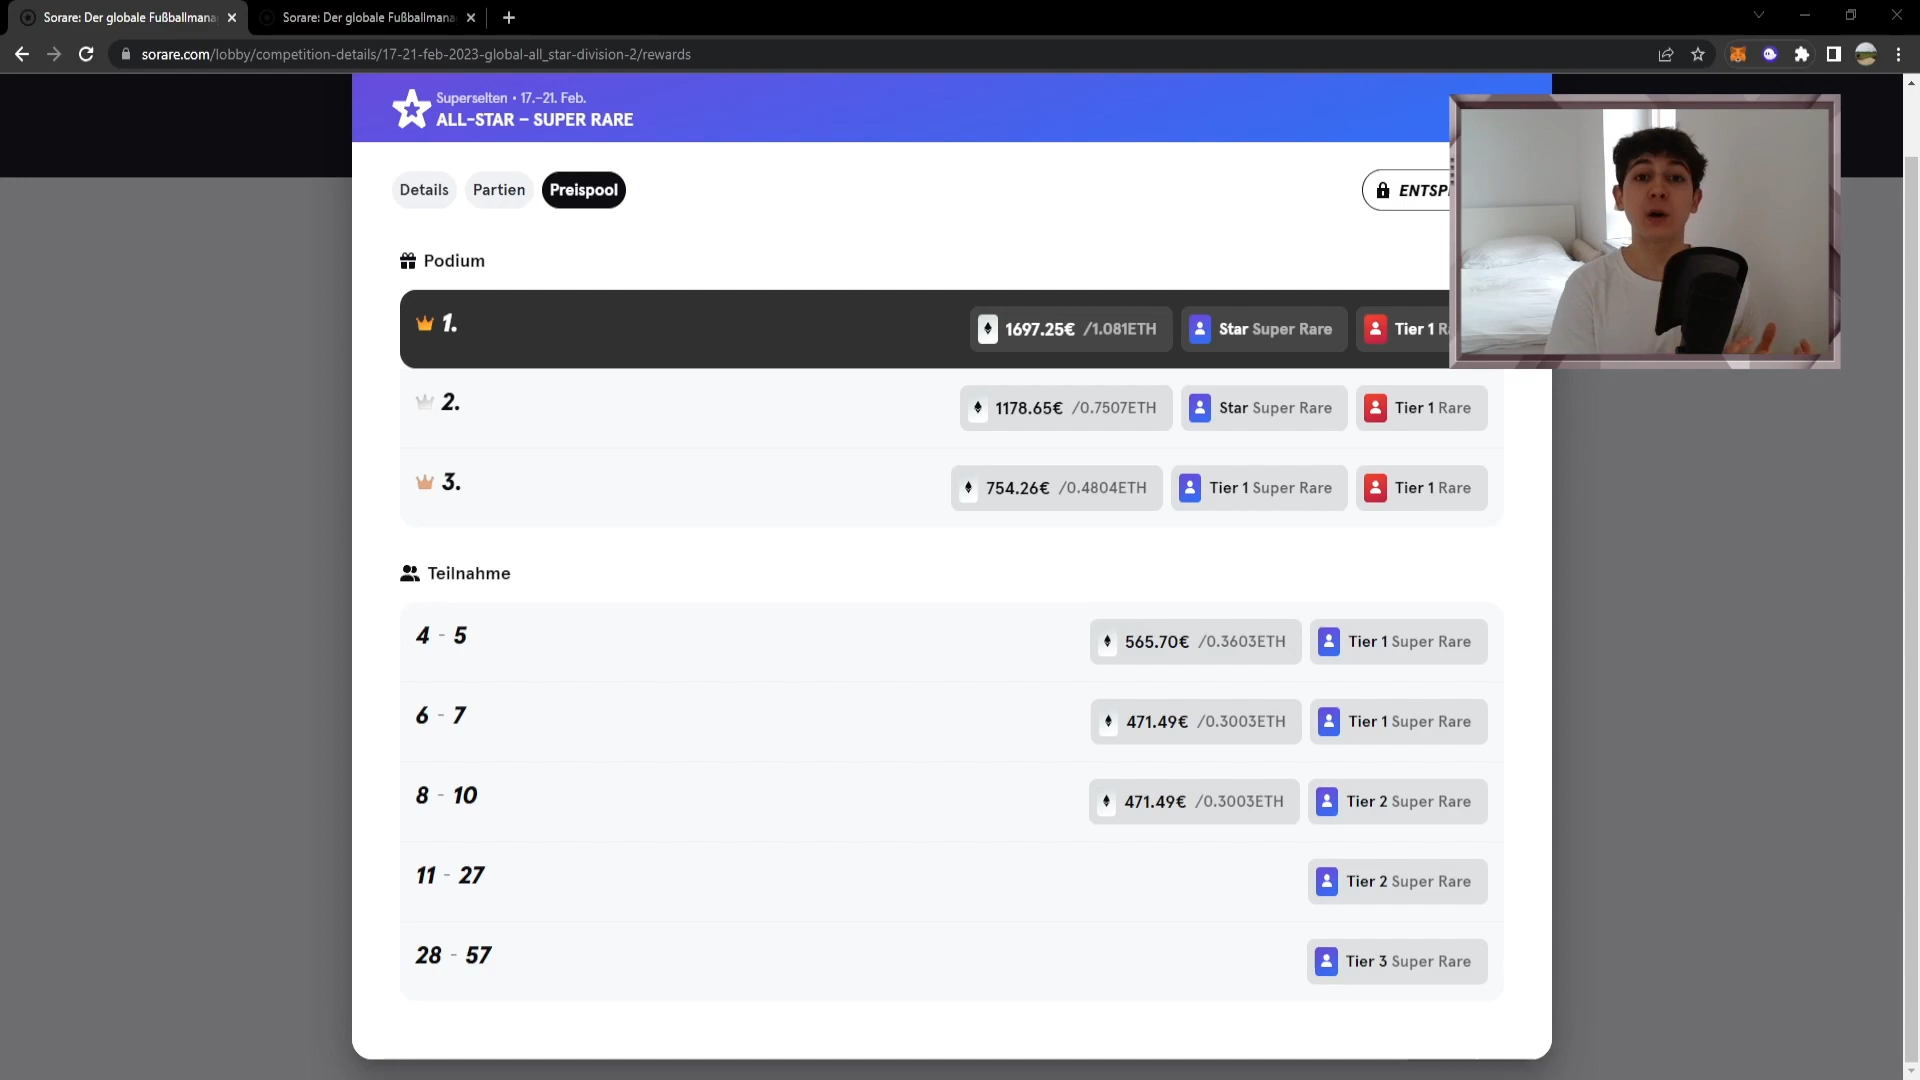 Sorare: Der globale Fußballmana
Sorare: Der globale Fußballmana
sorare.com/lobby/competition-details/17-21-feb-2023-global-all_star-division-2/rewards
Superselten • 17.–21. Feb.
ALL-STAR – SUPER RARE
Details Partien Preispool
ENTSP
Podium
1. 1697.25€ /1.081ETH Star Super Rare Tier 1 R
2. 1178.65€ /0.7507ETH Star Super Rare Tier 1 Rare
3. 754.26€ /0.4804ETH Tier 1 Super Rare Tier 1 Rare
Teilnahme
4 - 5 565.70€ /0.3603ETH Tier 1 Super Rare
6 - 7 471.49€ /0.3003ETH Tier 1 Super Rare
8 - 10 471.49€ /0.3003ETH Tier 2 Super Rare
11 - 27 Tier 2 Super Rare
28 - 57 Tier 3 Super Rare